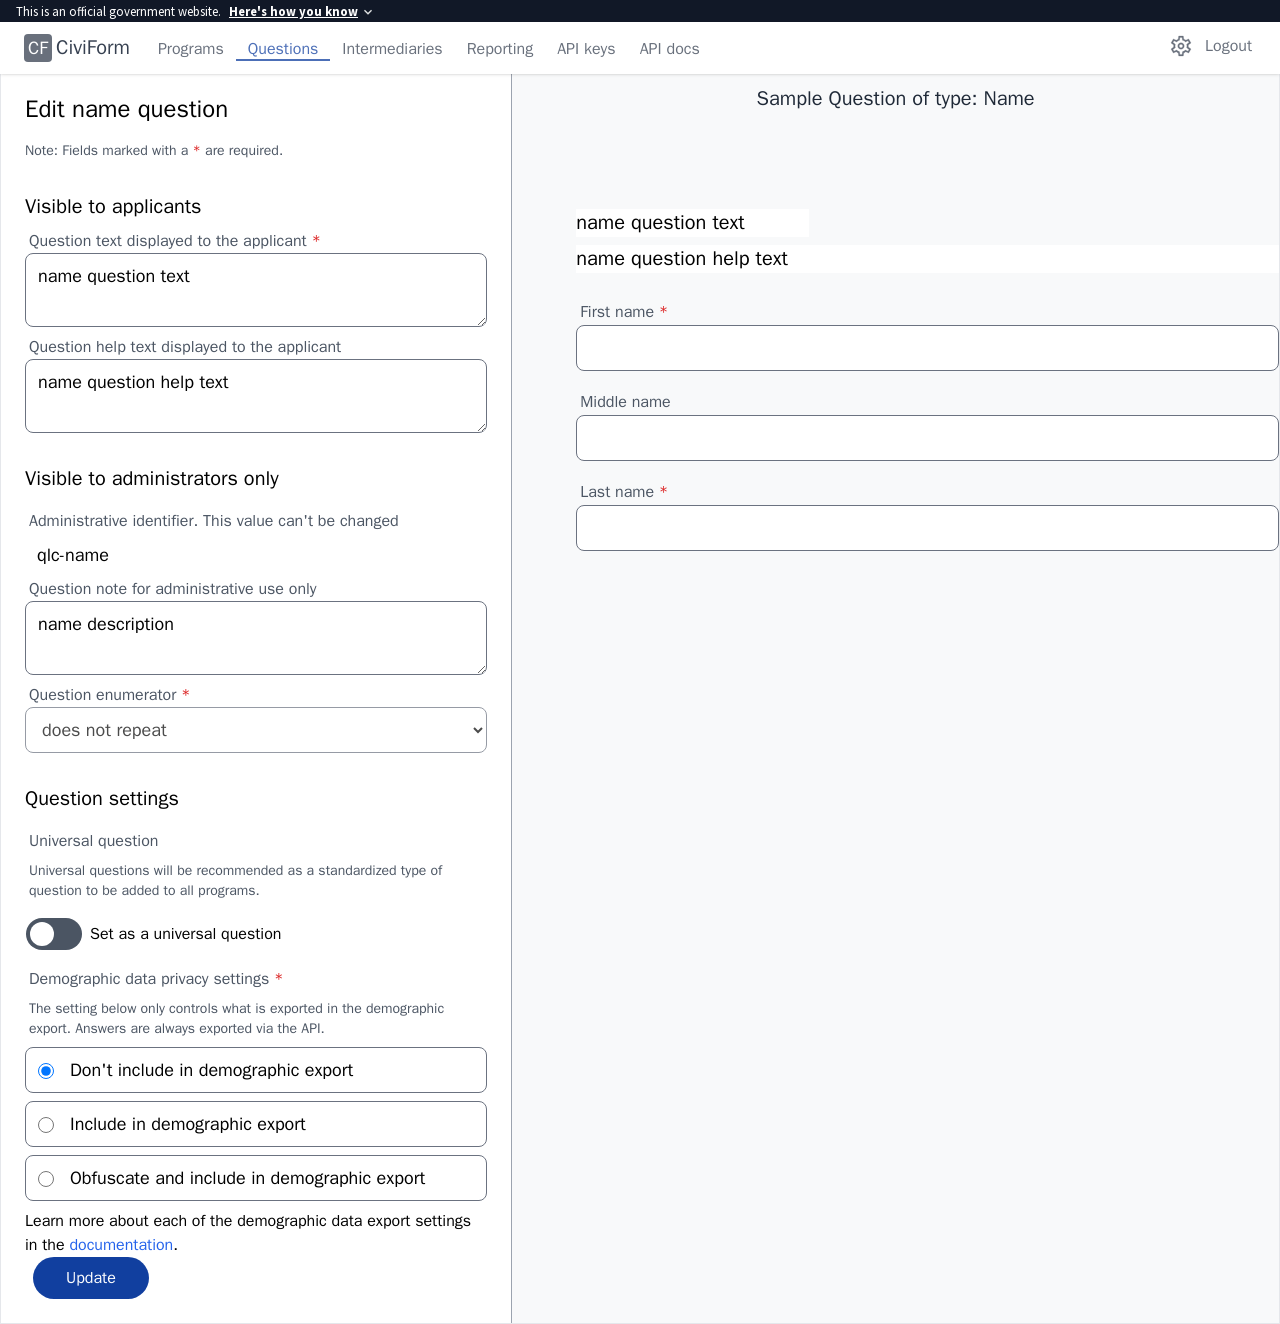 This is an official government website. Here's how you know
CF CiviForm Programs Questions Intermediaries Reporting API keys API docs Logout
Edit name question
Note: Fields marked with a * are required.
Visible to applicants
Question text displayed to the applicant *
name question text
Question help text displayed to the applicant
name question help text
Visible to administrators only
Administrative identifier. This value can't be changed
qlc-name
Question note for administrative use only
name description
Question enumerator *
does not repeat
Question settings
Universal question
Universal questions will be recommended as a standardized type of
question to be added to all programs.
Set as a universal question
Demographic data privacy settings *
The setting below only controls what is exported in the demographic
export. Answers are always exported via the API.
Don't include in demographic export
Include in demographic export
Obfuscate and include in demographic export
Learn more about each of the demographic data export settings
in the documentation.
Update
Sample Question of type: Name
name question text
name question help text
First name *
Middle name
Last name *